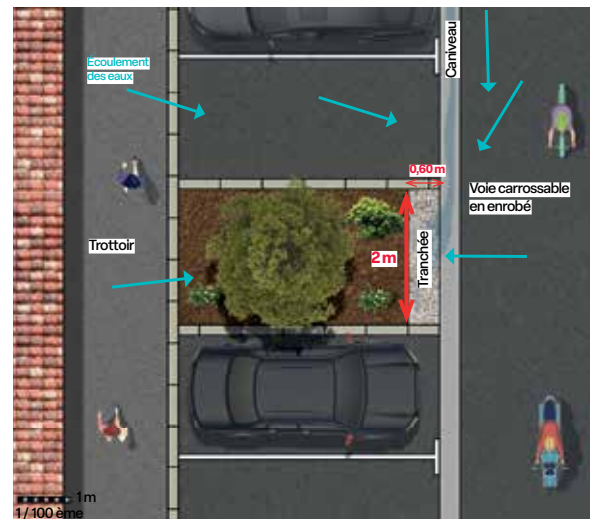 Écoulement
des eaux
Caniveau
0,60 m
Voie carrossable
en enrobé
Trottoir
2 m
Tranchée
1 m
1 / 100 ème